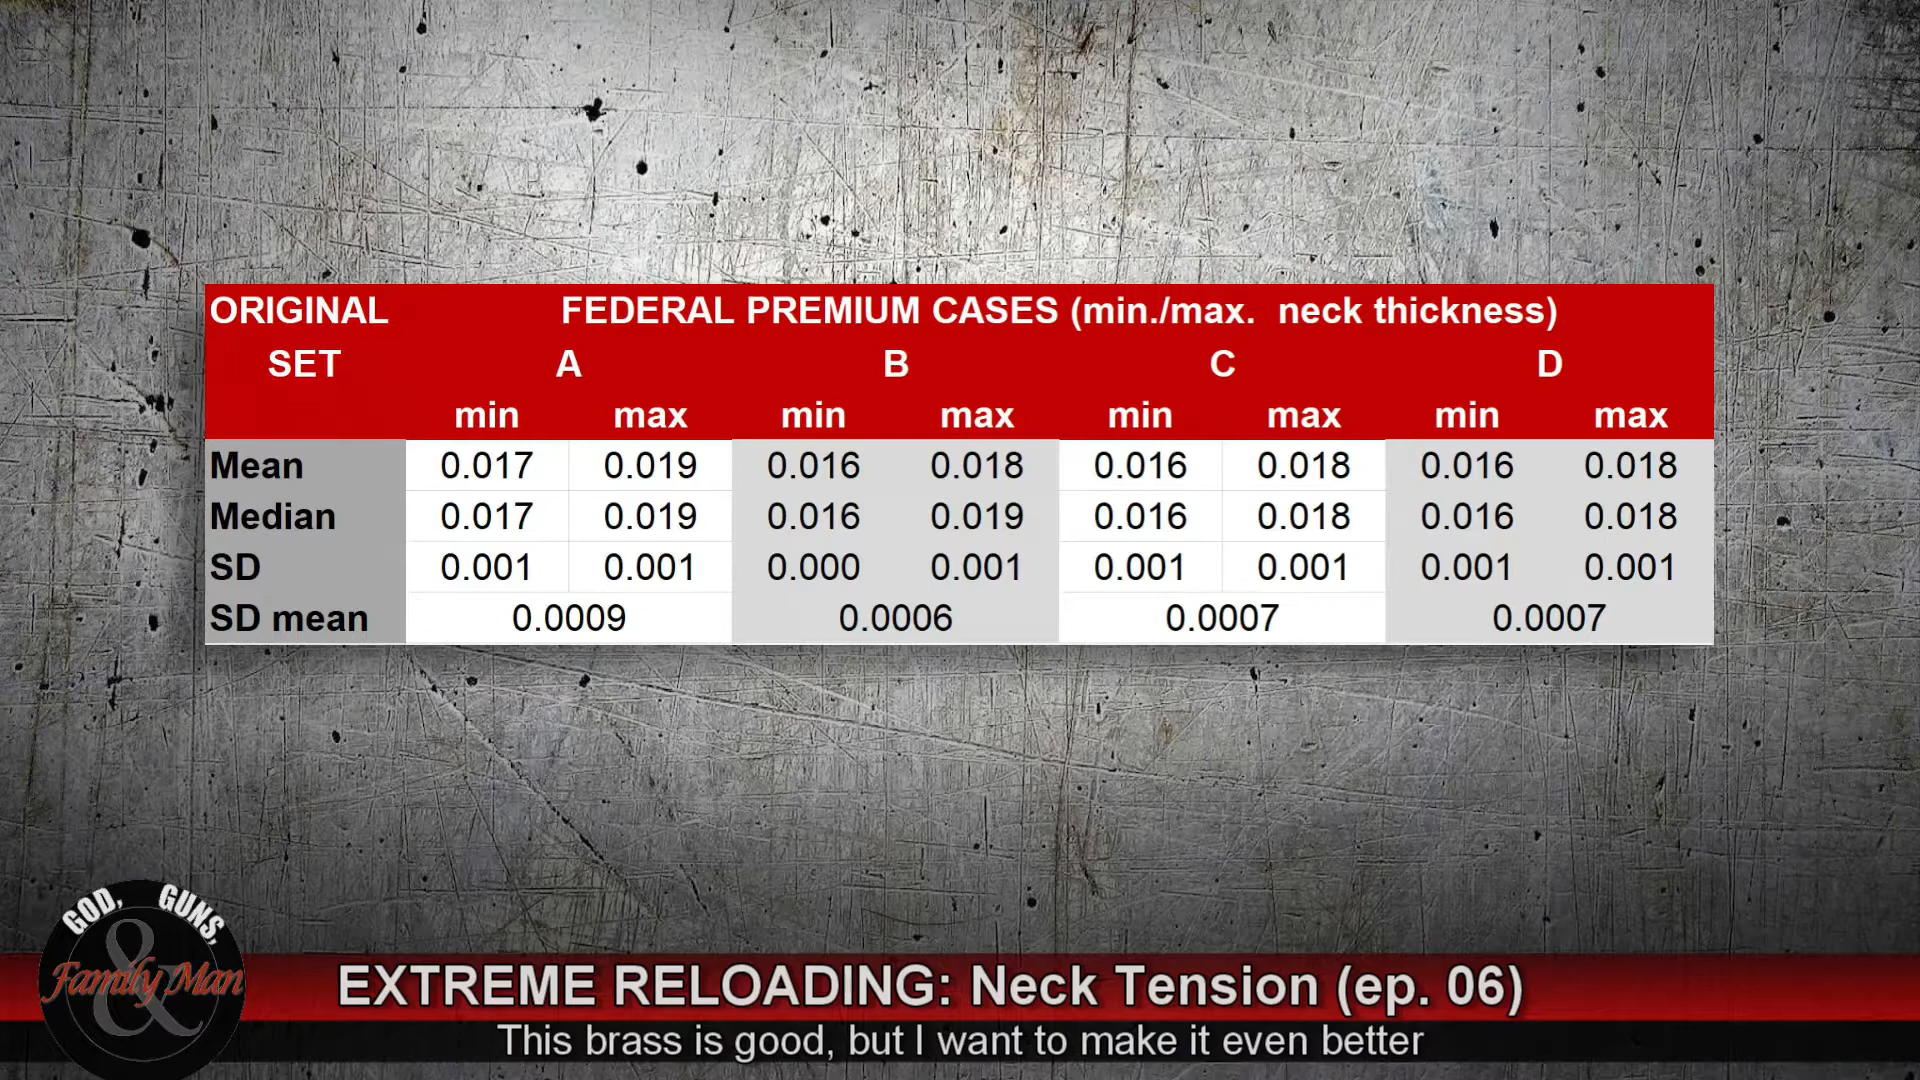 ORIGINAL FEDERAL PREMIUM CASES (min./max. neck thickness)
SET A B C D
min max min max min max min max
Mean 0.017 0.019 0.016 0.018 0.016 0.018 0.016 0.018
Median 0.017 0.019 0.016 0.019 0.016 0.018 0.016 0.018
SD 0.001 0.001 0.000 0.001 0.001 0.001 0.001 0.001
SD mean 0.0009 0.0006 0.0007 0.0007
GOD, GUNS,
&
Family Man
EXTREME RELOADING: Neck Tension (ep. 06)
This brass is good, but I want to make it even better